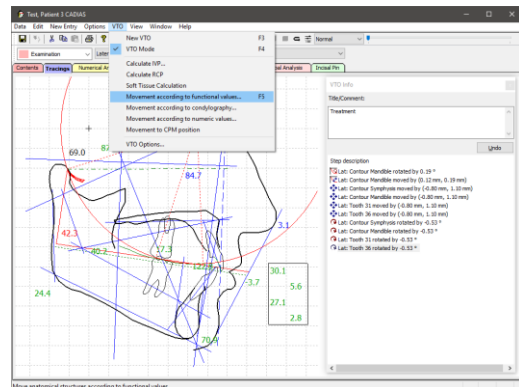 Test, Patient 3 CADIAS
Data Edit New Entry Options VTO View Window Help
Normal
Examination
Contents Tracings Numerical An
al Analysis Incisal Pin
New VTO F3
VTO Mode F4
Calculate IVP...
Calculate RCP
Soft Tissue Calculation
Movement according to functional values... F5
Movement according to condylography...
Movement according to numeric values...
Movement to CPM position
VTO Options...
VTO-Info
Title/Comment:
Treatment
Undo
Step description
Lat: Contour Mandible rotated by 0.19 °
Lat: Contour Mandible moved by (0.12 mm, 0.19 mm)
Lat: Contour Symphysis moved by (-0.80 mm, 1.10 mm)
Lat: Contour Mandible moved by (-0.80 mm, 1.10 mm)
Lat: Tooth 31 moved by (-0.80 mm, 1.10 mm)
Lat: Tooth 36 moved by (-0.80 mm, 1.10 mm)
Lat: Contour Symphysis rotated by -0.53 °
Lat: Contour Mandible rotated by -0.53 °
Lat: Tooth 31 rotated by -0.53 °
Lat: Tooth 36 rotated by -0.53 °
69.0
84.7
3.1
42.3
40.2
17.3
-3.7
24.4
30.1
5.6
27.1
2.8
Move anatomical structures according to functional values